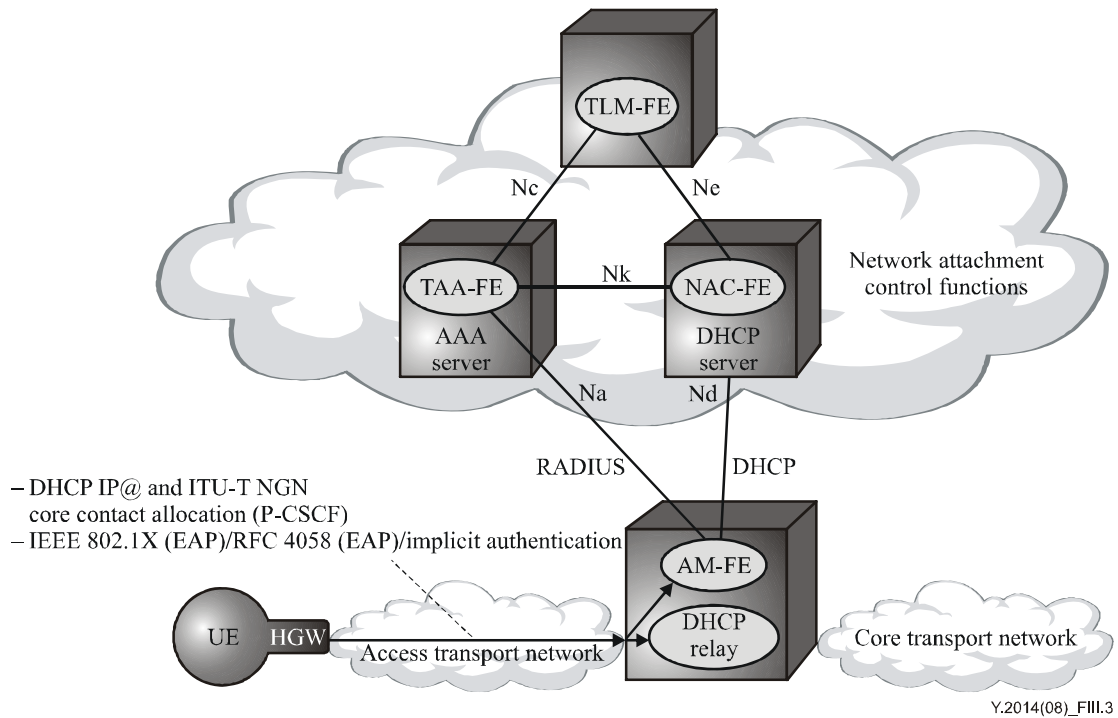 TLM-FE
Nc
Ne
TAA-FE
Nk
NAC-FE
Network attachment
control functions
AAA
server
DHCP
server
Na
Nd
RADIUS
DHCP
– DHCP IP@ and ITU-T NGN
core contact allocation (P-CSCF)
– IEEE 802.1X (EAP)/RFC 4058 (EAP)/implicit authentication
AM-FE
UE
HGW
Access transport network
DHCP
relay
Core transport network
Y.2014(08)_FIII.3